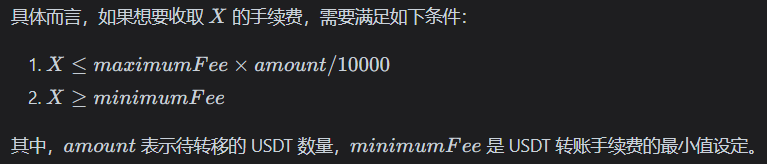 具体而言，如果想要收取 X 的手续费，需要满足如下条件：
1. X ≤ maximumFee × amount/10000
2. X ≥ minimumFee
其中，amount 表示待转移的 USDT 数量，minimumFee 是 USDT 转账手续费的最小值设定。